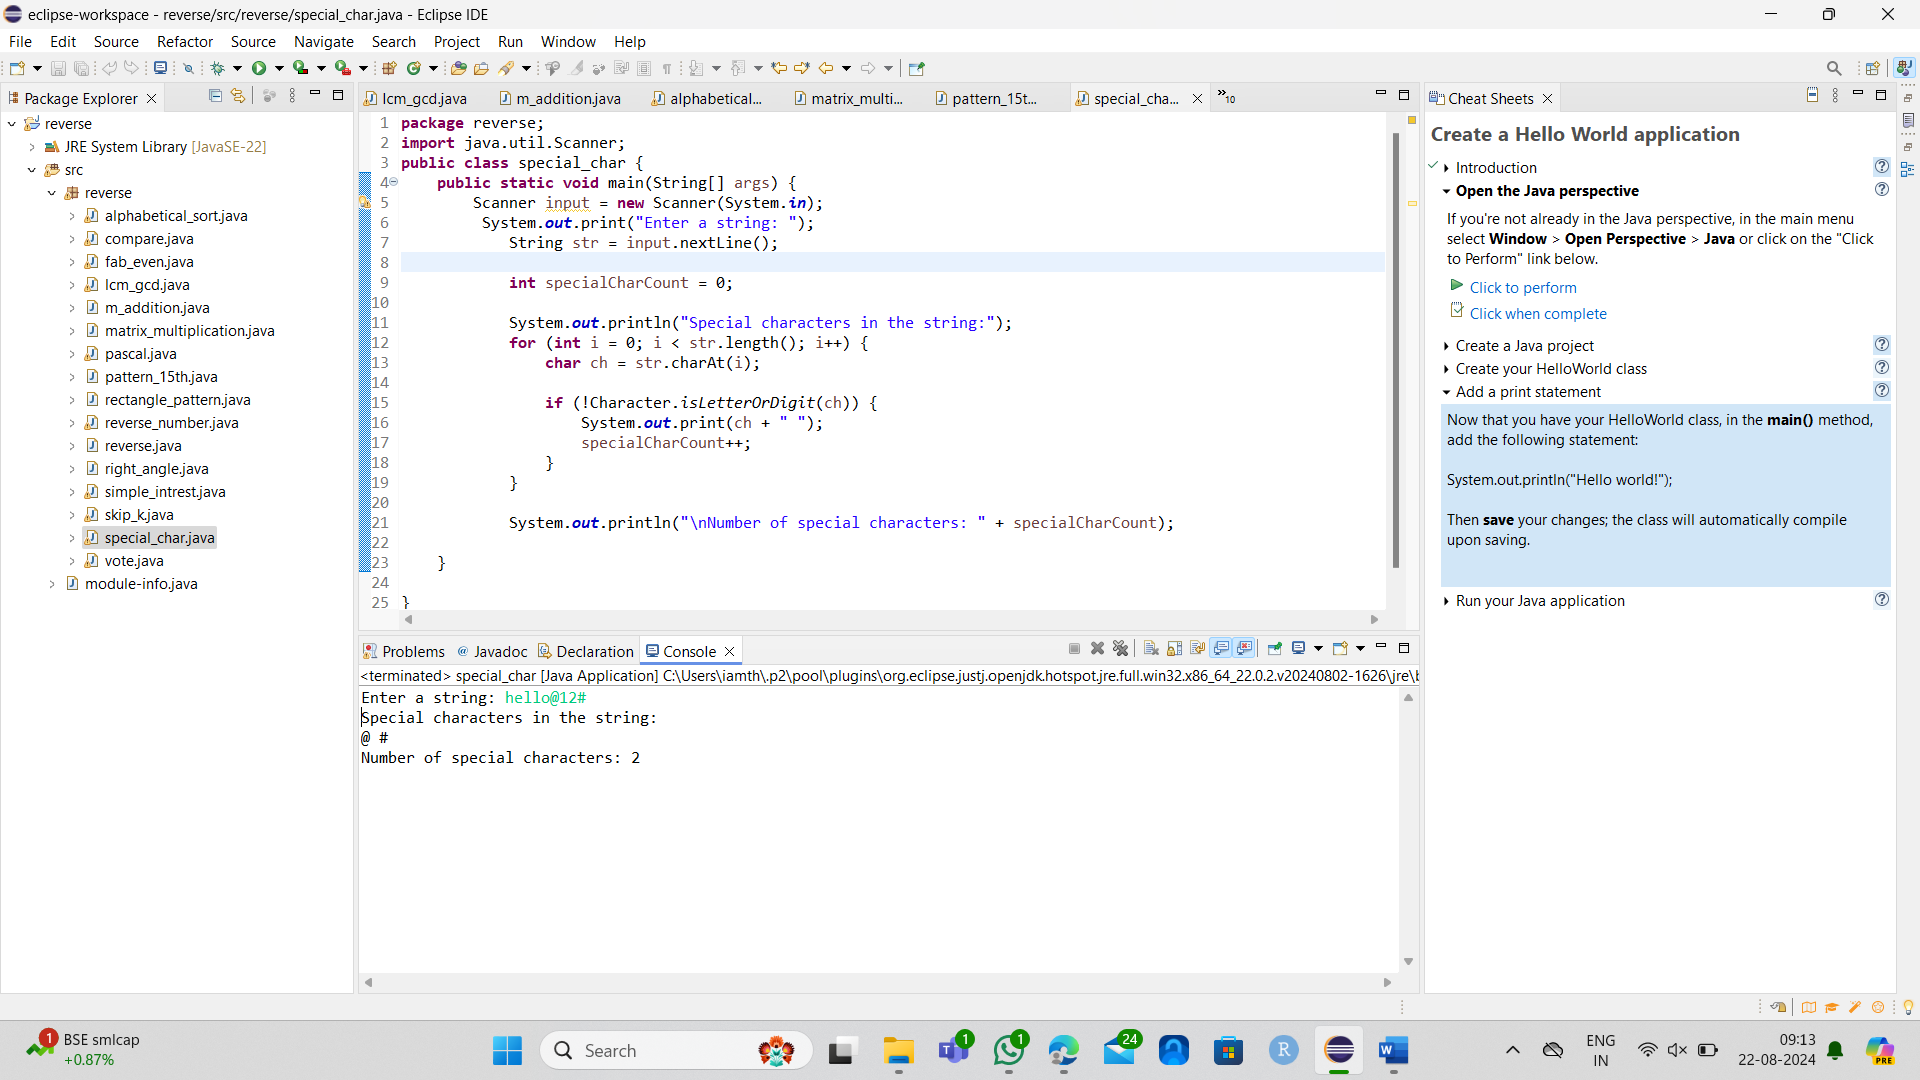 eclipse-workspace - reverse/src/reverse/special_char.java - Eclipse IDE
File Edit Source Refactor Source Navigate Search Project Run Window Help
Package Explorer
reverse
JRE System Library [JavaSE-22]
src
reverse
alphabetical_sort.java
compare.java
fab_even.java
lcm_gcd.java
m_addition.java
matrix_multiplication.java
pascal.java
pattern_15th.java
rectangle_pattern.java
reverse_number.java
reverse.java
right_angle.java
simple_intrest.java
skip_k.java
special_char.java
vote.java
module-info.java
lcm_gcd.java m_addition.java alphabetical... matrix_multi... pattern_15t... special_cha... »10
1 package reverse;
2 import java.util.Scanner;
3 public class special_char {
4 public static void main(String[] args) {
5 Scanner input = new Scanner(System.in);
6 System.out.print("Enter a string: ");
7 String str = input.nextLine();
8
9 int specialCharCount = 0;
10
11 System.out.println("Special characters in the string:");
12 for (int i = 0; i < str.length(); i++) {
13 char ch = str.charAt(i);
14
15 if (!Character.isLetterOrDigit(ch)) {
16 System.out.print(ch + " ");
17 specialCharCount++;
18 }
19 }
20
21 System.out.println("\nNumber of special characters: " + specialCharCount);
22
23 }
24
25 }
Problems @ Javadoc Declaration Console
<terminated> special_char [Java Application] C:\Users\iamth\.p2\pool\plugins\org.eclipse.justj.openjdk.hotspot.jre.full.win32.x86_64_22.0.2.v20240802-1626\jre\b
Enter a string: hello@12#
Special characters in the string:
@ #
Number of special characters: 2
Cheat Sheets
Create a Hello World application
Introduction
Open the Java perspective
If you're not already in the Java perspective, in the main menu
select Window > Open Perspective > Java or click on the "Click
to Perform" link below.
Click to perform
Click when complete
Create a Java project
Create your HelloWorld class
Add a print statement
Now that you have your HelloWorld class, in the main() method,
add the following statement:
System.out.println("Hello world!");
Then save your changes; the class will automatically compile
upon saving.
Run your Java application
1
BSE smlcap
+0.87%
Search
1
1
24
R
W
ENG
IN
09:13
22-08-2024
PRE